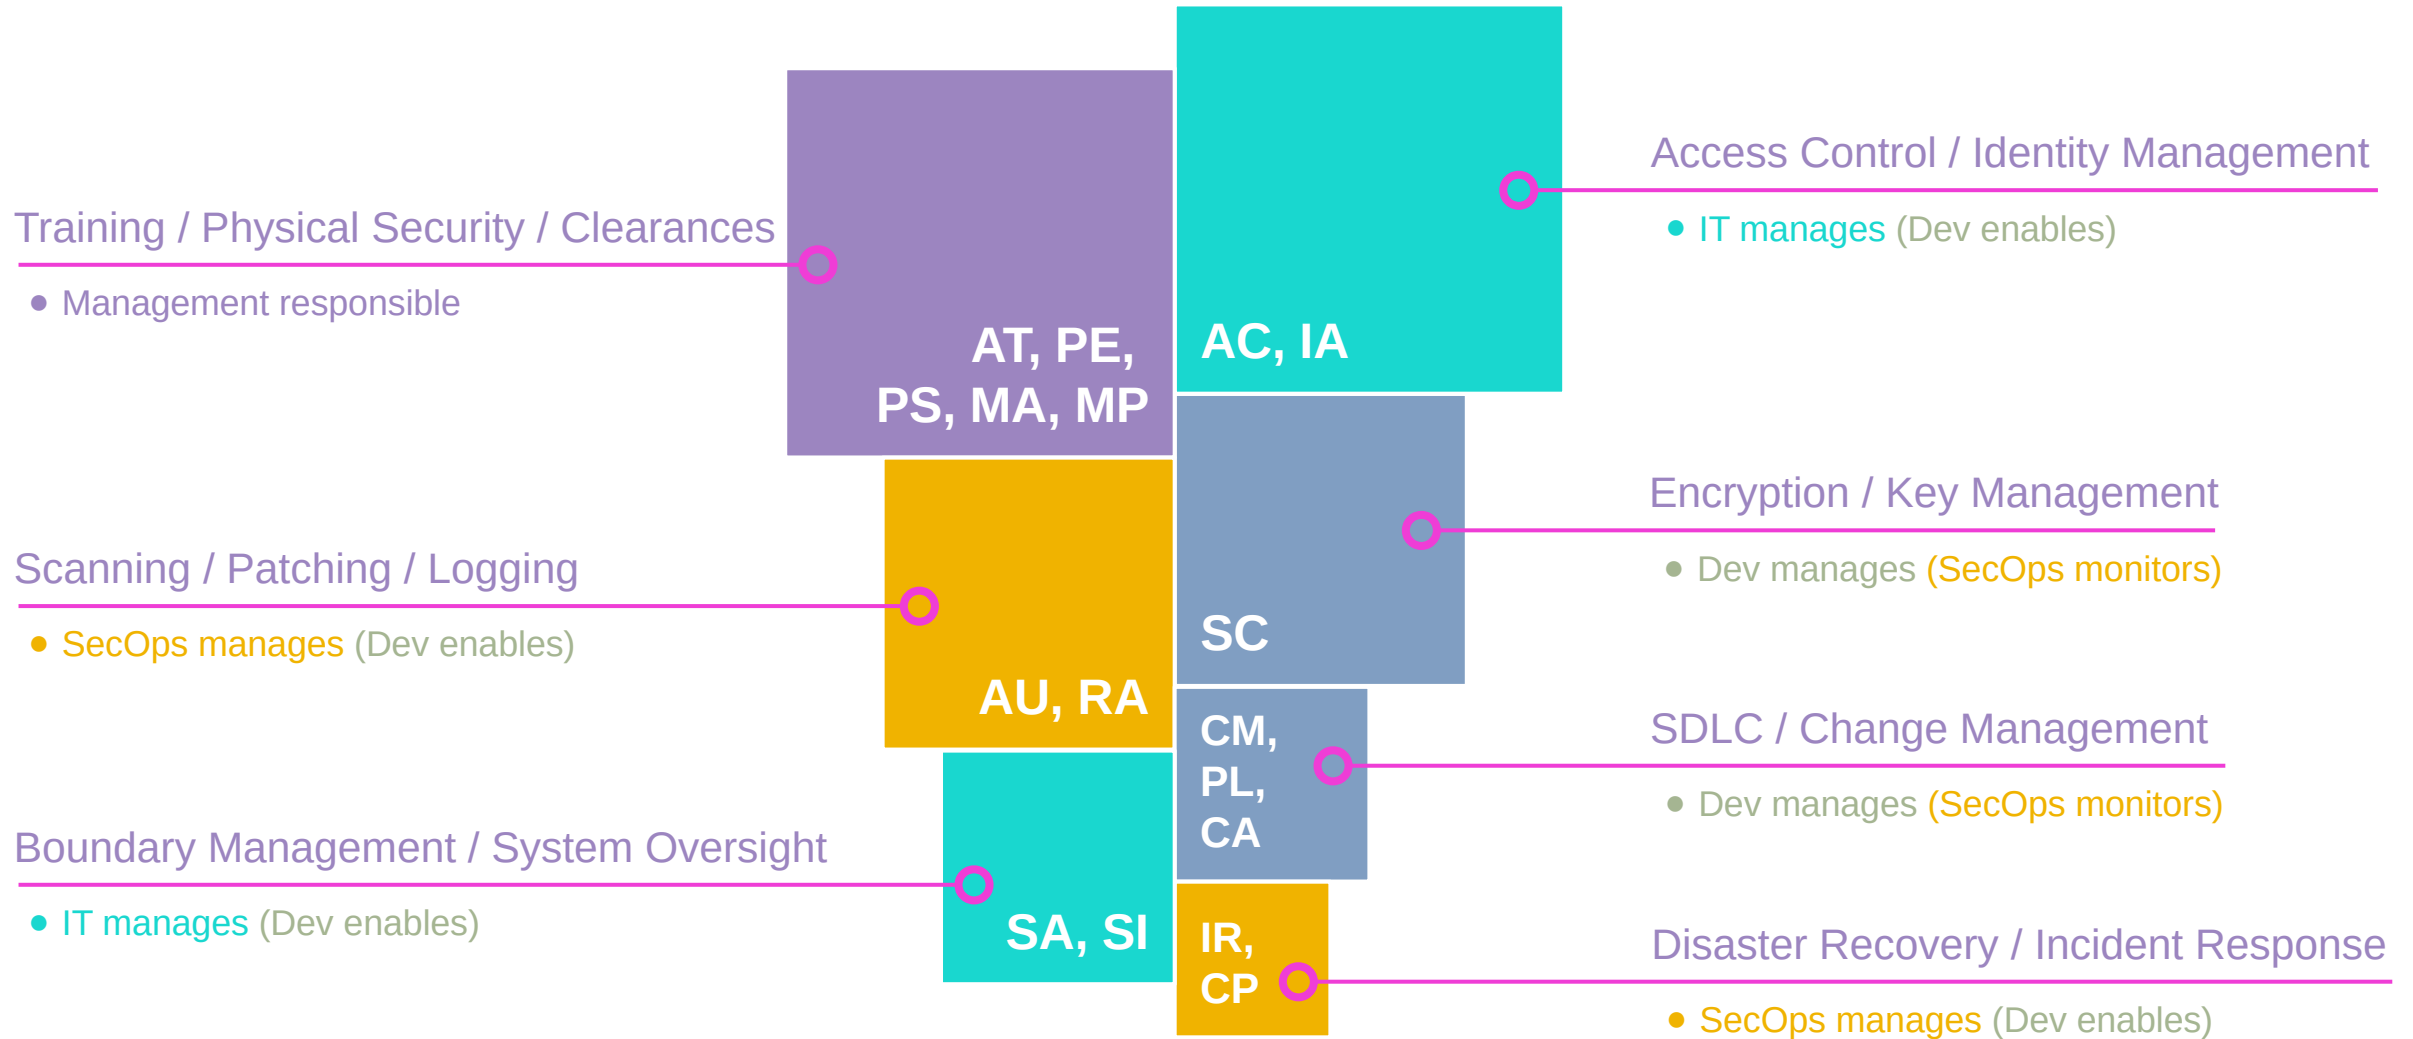 Training / Physical Security / Clearances
Management responsible
AT, PE,
PS, MA, MP
Scanning / Patching / Logging
SecOps manages (Dev enables)
AU, RA
Boundary Management / System Oversight
IT manages (Dev enables)
SA, SI
Access Control / Identity Management
IT manages (Dev enables)
AC, IA
Encryption / Key Management
Dev manages (SecOps monitors)
SC
SDLC / Change Management
Dev manages (SecOps monitors)
CM,
PL,
CA
Disaster Recovery / Incident Response
SecOps manages (Dev enables)
IR,
CP